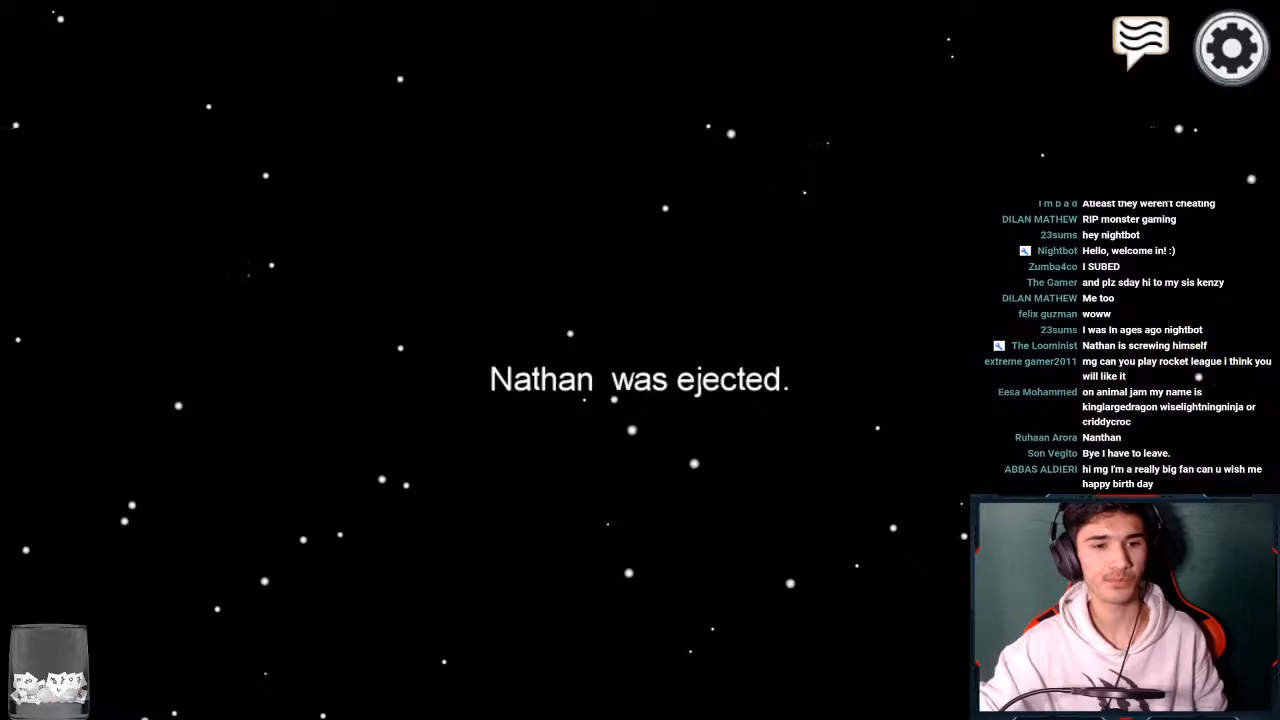 I m b a d Atleast they weren't cheating
DILAN MATHEW RIP monster gaming
23sums hey nightbot
Nightbot Hello, welcome in! :)
Zumba4co I SUBED
The Gamer and plz sday hi to my sis kenzy
DILAN MATHEW Me too
felix guzman woww
23sums I was In ages ago nightbot
The Loominist Nathan is screwing himself
extreme gamer2011 mg can you play rocket league i think you
will like it
Eesa Mohammed on animal jam my name is
kinglargedragon wiselightningninja or
criddycroc
Ruhaan Arora Nanthan
Son Vegito Bye I have to leave.
ABBAS ALDIERI hi mg I'm a really big fan can u wish me
happy birth day
Nathan  was ejected.